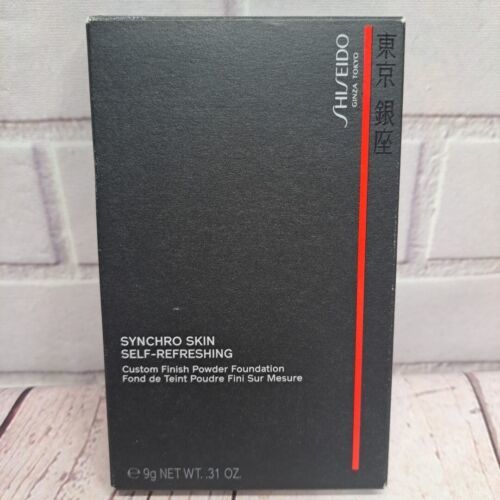 SHISEIDO
GINZA TOKYO
東京 銀座
SYNCHRO SKIN
SELF-REFRESHING
Custom Finish Powder Foundation
Fond de Teint Poudre Fini Sur Mesure
℮ 9g NET WT. .31 OZ.